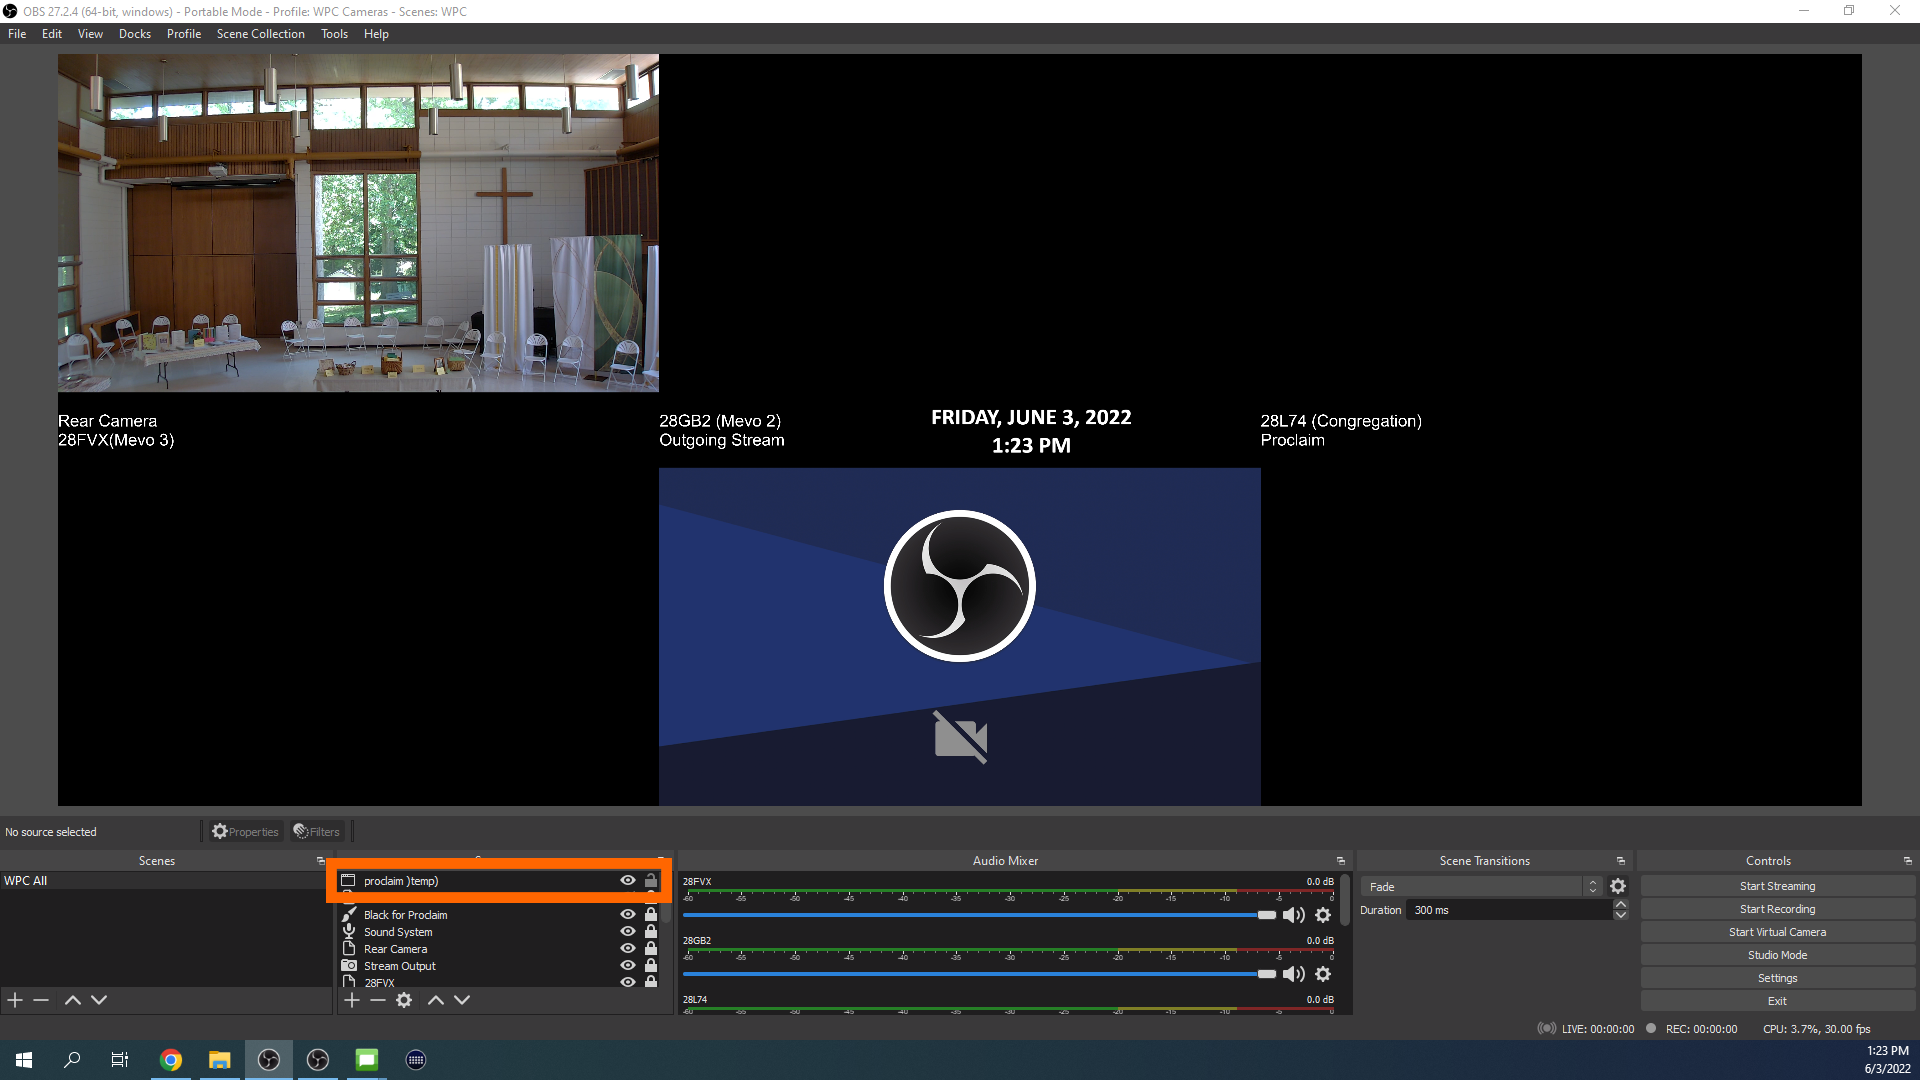 OBS 27.2.4 (64-bit, windows) - Portable Mode - Profile: WPC Cameras - Scenes: WPC
File Edit View Docks Profile Scene Collection Tools Help
Rear Camera
28FVX(Mevo 3)
28GB2 (Mevo 2)
Outgoing Stream
FRIDAY, JUNE 3, 2022
1:23 PM
28L74 (Congregation)
Proclaim
No source selected
Properties
Filters
Scenes
WPC All
proclaim )temp)
Black for Proclaim
Sound System
Rear Camera
Stream Output
28FVX
Audio Mixer
28FVX 0.0 dB
-60 -55 -50 -45 -40 -35 -30 -25 -20 -15 -10 -5 0
28GB2 0.0 dB
-60 -55 -50 -45 -40 -35 -30 -25 -20 -15 -10 -5 0
28L74 0.0 dB
-60 -55 -50 -45 -40 -35 -30 -25 -20 -15 -10 -5 0
Scene Transitions
Fade
Duration 300 ms
Controls
Start Streaming
Start Recording
Start Virtual Camera
Studio Mode
Settings
Exit
LIVE: 00:00:00 REC: 00:00:00 CPU: 3.7%, 30.00 fps
1:23 PM
6/3/2022